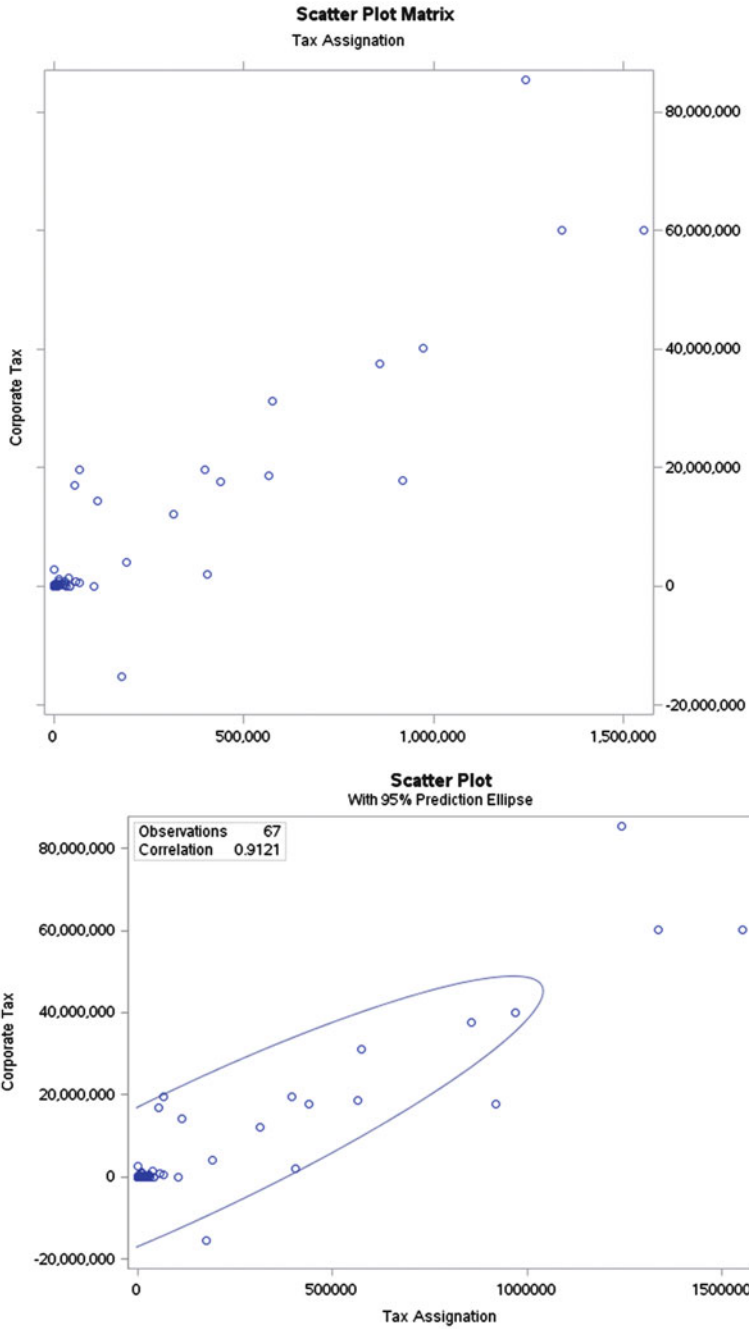 Scatter Plot Matrix
Tax Assignation
Corporate Tax
80,000,000
60,000,000
40,000,000
20,000,000
0
-20,000,000
0 500,000 1,000,000 1,500,000
Scatter Plot
With 95% Prediction Ellipse
Observations 67
Correlation 0.9121
Corporate Tax
80,000,000
60,000,000
40,000,000
20,000,000
0
-20,000,000
0 500000 1000000 1500000
Tax Assignation